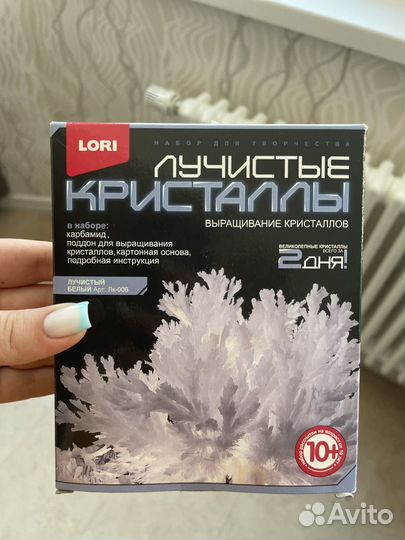 LORI
НАБОР ДЛЯ ТВОРЧЕСТВА
ЛУЧИСТЫЕ
КРИСТАЛЛЫ
ВЫРАЩИВАНИЕ КРИСТАЛЛОВ
в наборе:
карбамид,
поддон для выращивания
кристаллов, картонная основа,
подробная инструкция
ВЕЛИКОЛЕПНЫЕ КРИСТАЛЛЫ
ВСЕГО ЗА
2 ДНЯ!
ЛУЧИСТЫЙ
БЕЛЫЙ Арт: Лк-006
10+
Avito